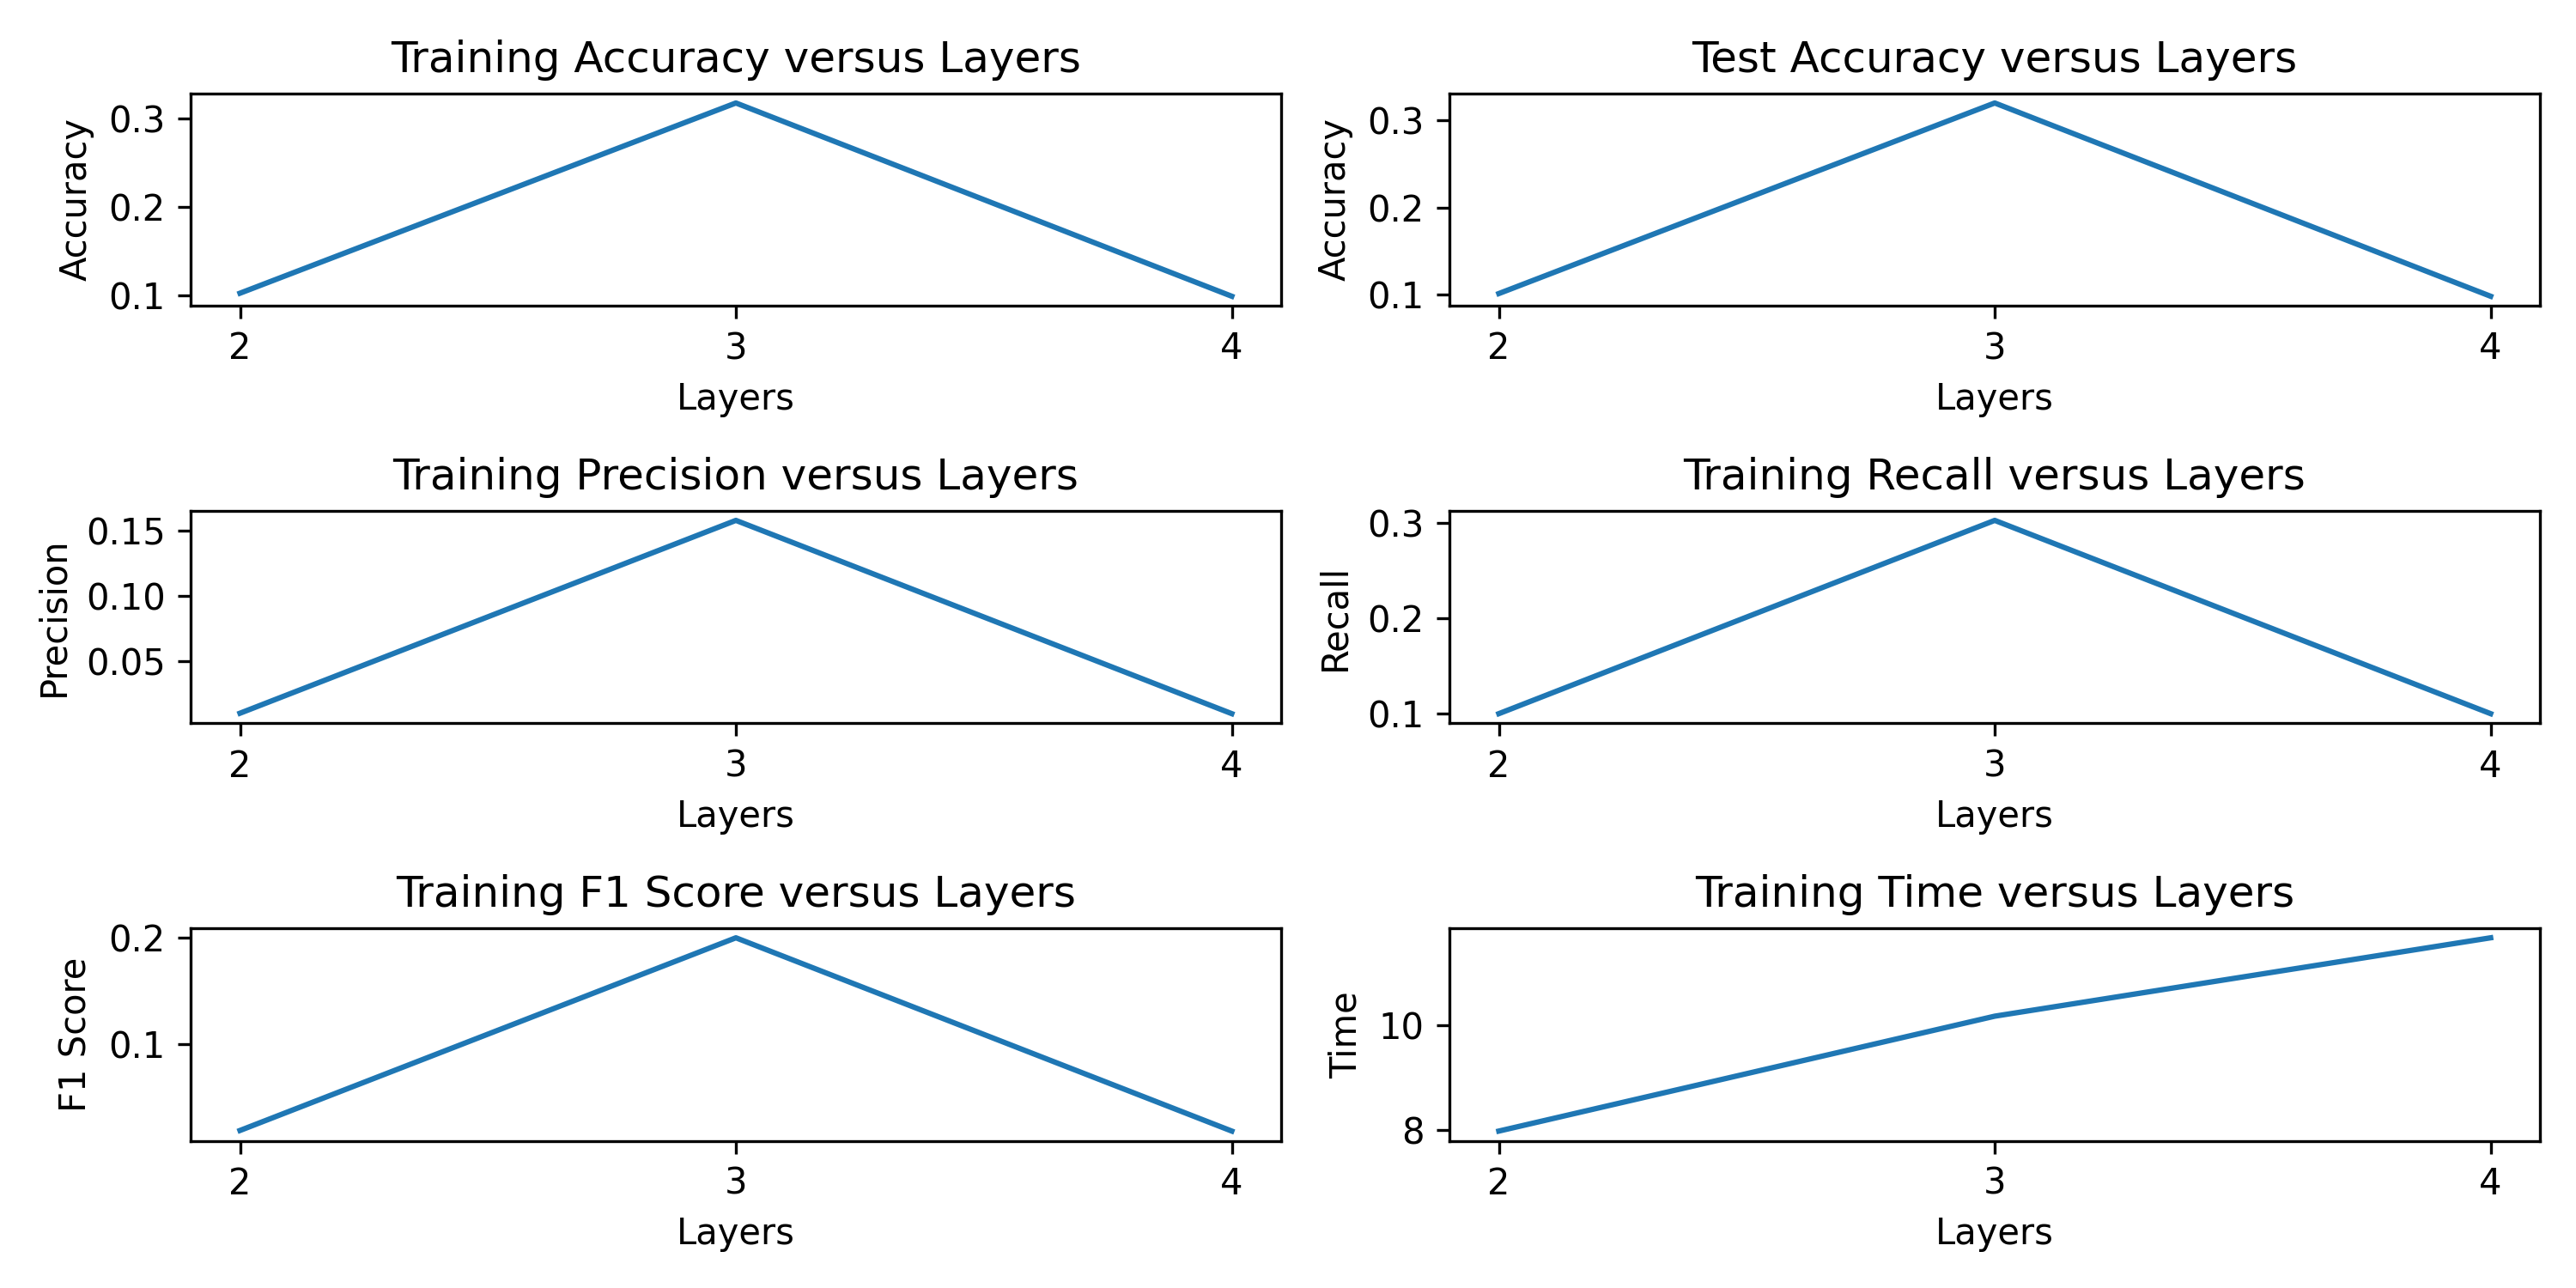 Training Accuracy versus Layers
Accuracy
0.3
0.2
0.1
2 3 4
Layers
Test Accuracy versus Layers
Accuracy
0.3
0.2
0.1
2 3 4
Layers
Training Precision versus Layers
Precision
0.15
0.10
0.05
2 3 4
Layers
Training Recall versus Layers
Recall
0.3
0.2
0.1
2 3 4
Layers
Training F1 Score versus Layers
F1 Score
0.2
0.1
2 3 4
Layers
Training Time versus Layers
Time
10
8
2 3 4
Layers